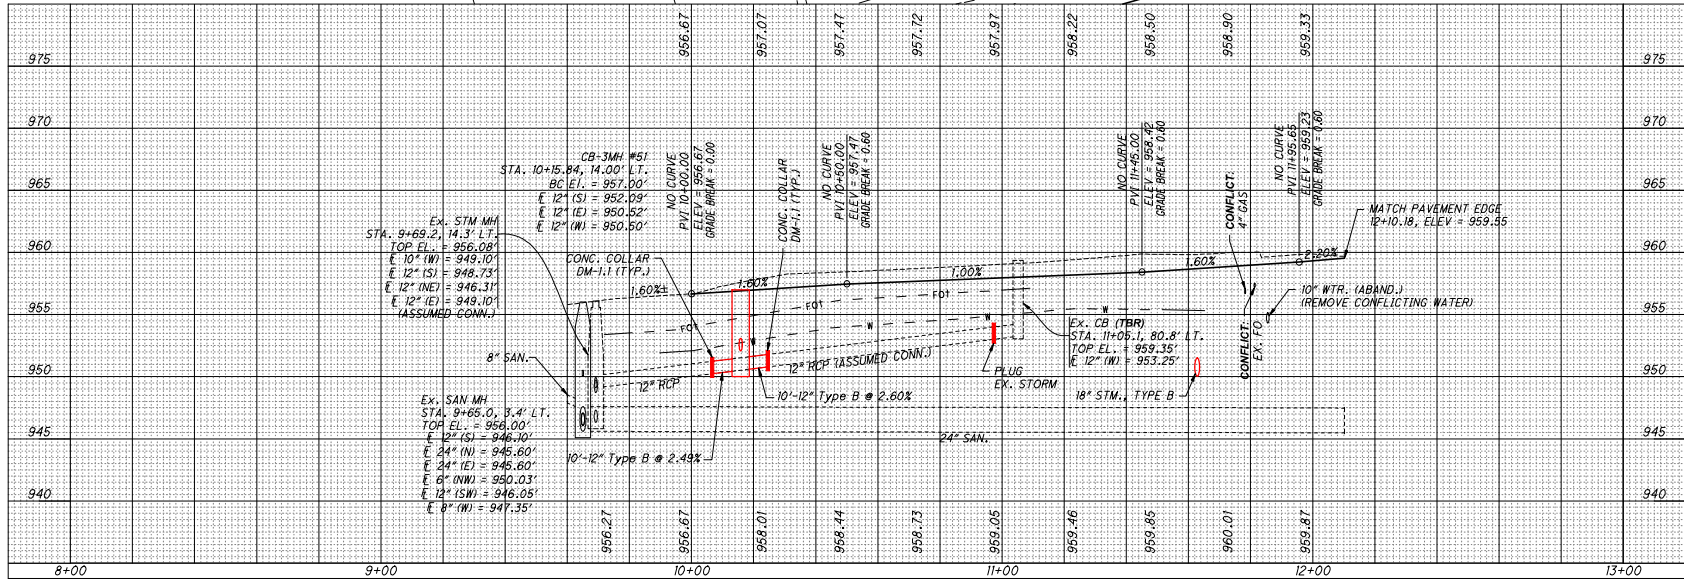 956.67
957.07
957.47
957.72
957.97
958.22
958.50
958.90
959.33
975
975
970
970
965
965
960
960
955
955
950
950
945
945
940
940
CB-3MH #51
STA. 10+15.84, 14.00' LT.
BC El. = 957.00'
12" (S) = 952.09'
12" (E) = 950.52'
12" (W) = 950.50'
NO CURVE
PVI 10+00.00
ELEV = 956.67
GRADE BREAK = 0.00
CONC. COLLAR
DM-1.1 (TYP.)
NO CURVE
PVI 10+50.00
ELEV = 957.47
GRADE BREAK = 0.60
NO CURVE
PVI 11+45.00
ELEV = 958.42
GRADE BREAK = 0.60
CONFLICT.
4" GAS
NO CURVE
PVI 11+95.65
ELEV = 959.23
GRADE BREAK = 0.60
MATCH PAVEMENT EDGE
12+10.18, ELEV = 959.55
Ex. STM MH
STA. 9+69.2, 14.3' LT.
TOP EL. = 956.08'
10" (W) = 949.10'
12" (S) = 948.73'
12" (NE) = 946.31'
12" (E) = 949.10'
(ASSUMED CONN.)
CONC. COLLAR
DM-1.1 (TYP.)
1.60%±
1.60%
1.00%
1.60%
2.20%
FO†
FO†
FO†
W
W
W
W
10" WTR. (ABAND.)
(REMOVE CONFLICTING WATER)
Ex. CB (TBR)
STA. 11+05.1, 80.8' LT.
TOP EL. = 959.35'
12" (W) = 953.25'
CONFLICT:
EX. FO
8" SAN.
12" RCP
12" RCP (ASSUMED CONN.)
PLUG
EX. STORM
10'-12" Type B @ 2.60%
18" STM., TYPE B
Ex. SAN MH
STA. 9+65.0, 3.4' LT.
TOP EL. = 956.00'
12" (S) = 946.10'
24" (N) = 945.60'
24" (E) = 945.60'
6" (NW) = 950.03'
12" (SW) = 946.05'
8" (W) = 947.35'
24" SAN.
10'-12" Type B @ 2.49%
956.27
956.67
958.01
958.44
958.73
959.05
959.46
959.85
960.01
959.87
8+00
9+00
10+00
11+00
12+00
13+00